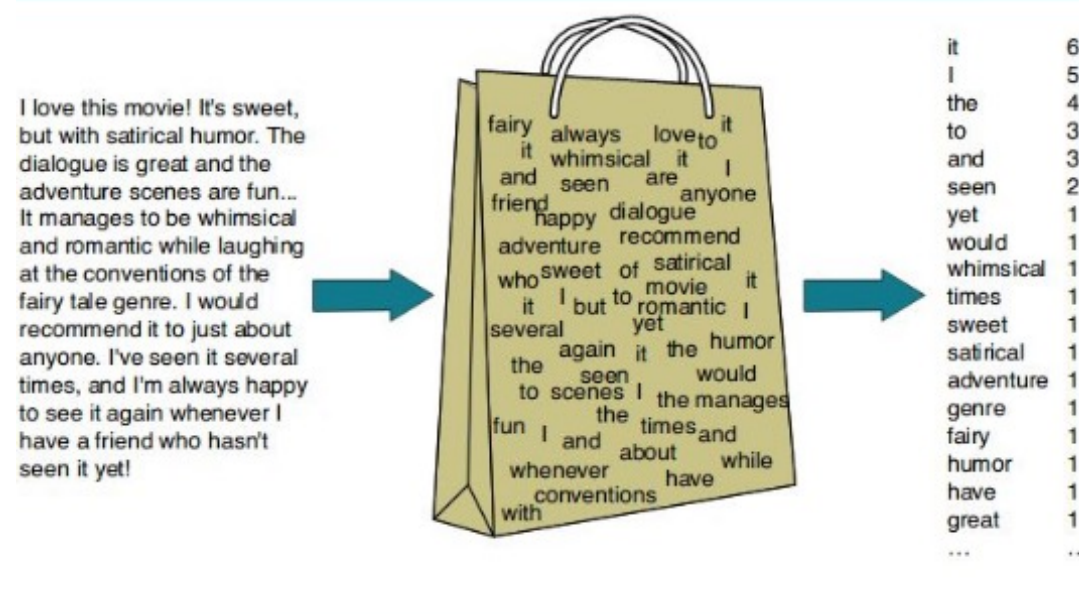 I love this movie! It's sweet,
but with satirical humor. The
dialogue is great and the
adventure scenes are fun...
It manages to be whimsical
and romantic while laughing
at the conventions of the
fairy tale genre. I would
recommend it to just about
anyone. I've seen it several
times, and I'm always happy
to see it again whenever I
have a friend who hasn't
seen it yet!
fairy always love to it
it whimsical it I
and seen are anyone
friend happy dialogue
adventure recommend
who sweet of satirical it
it I but to movie romantic I
several yet
again it the humor
the seen would
to scenes I the manages
fun I and the times and
about while
whenever have
conventions
with
it 6
I 5
the 4
to 3
and 3
seen 2
yet 1
would 1
whimsical 1
times 1
sweet 1
satirical 1
adventure 1
genre 1
fairy 1
humor 1
have 1
great 1
... ..